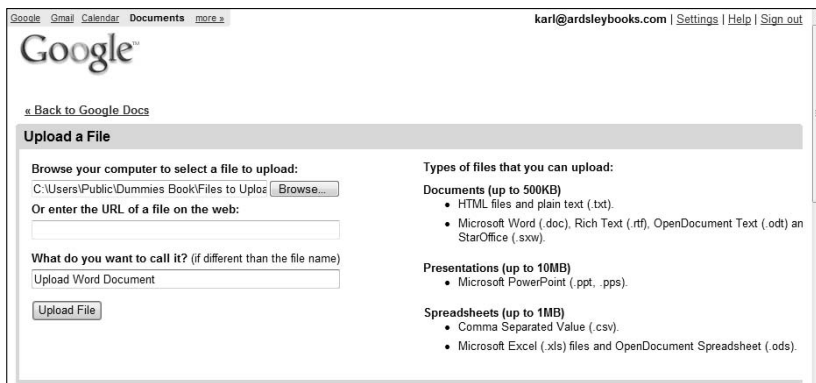 Google Gmail Calendar Documents more »
karl@ardsleybooks.com | Settings | Help | Sign out
Google™
« Back to Google Docs
Upload a File
Browse your computer to select a file to upload:
C:\Users\Public\Dummies Book\Files to Uploa Browse...
Or enter the URL of a file on the web:
What do you want to call it? (if different than the file name)
Upload Word Document
Upload File
Types of files that you can upload:
Documents (up to 500KB)
• HTML files and plain text (.txt).
• Microsoft Word (.doc), Rich Text (.rtf), OpenDocument Text (.odt) an
StarOffice (.sxw).
Presentations (up to 10MB)
• Microsoft PowerPoint (.ppt, .pps).
Spreadsheets (up to 1MB)
• Comma Separated Value (.csv).
• Microsoft Excel (.xls) files and OpenDocument Spreadsheet (.ods).